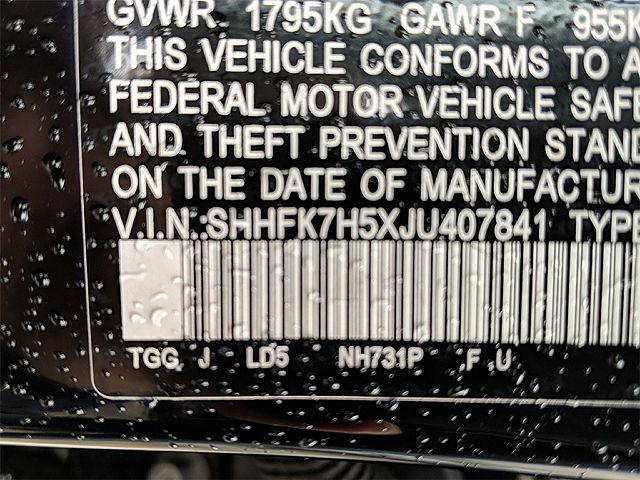 GVWR 1795KG GAWR F 955K
THIS VEHICLE CONFORMS TO A
FEDERAL MOTOR VEHICLE SAFE
AND THEFT PREVENTION STAND
ON THE DATE OF MANUFACTUR
V.I.N.:SHHFK7H5XJU407841 TYPE
TGG J LD5 NH731P F U